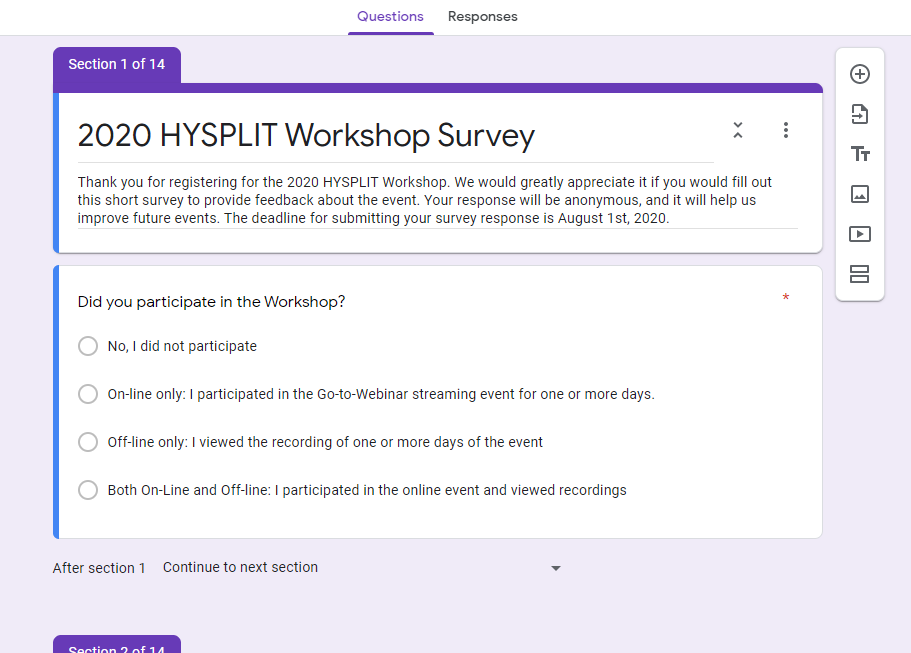 Questions Responses
Section 1 of 14
2020 HYSPLIT Workshop Survey
Thank you for registering for the 2020 HYSPLIT Workshop. We would greatly appreciate it if you would fill out
this short survey to provide feedback about the event. Your response will be anonymous, and it will help us
improve future events. The deadline for submitting your survey response is August 1st, 2020.
Did you participate in the Workshop? *
No, I did not participate
On-line only: I participated in the Go-to-Webinar streaming event for one or more days.
Off-line only: I viewed the recording of one or more days of the event
Both On-Line and Off-line: I participated in the online event and viewed recordings
After section 1 Continue to next section
Section 2 of 14